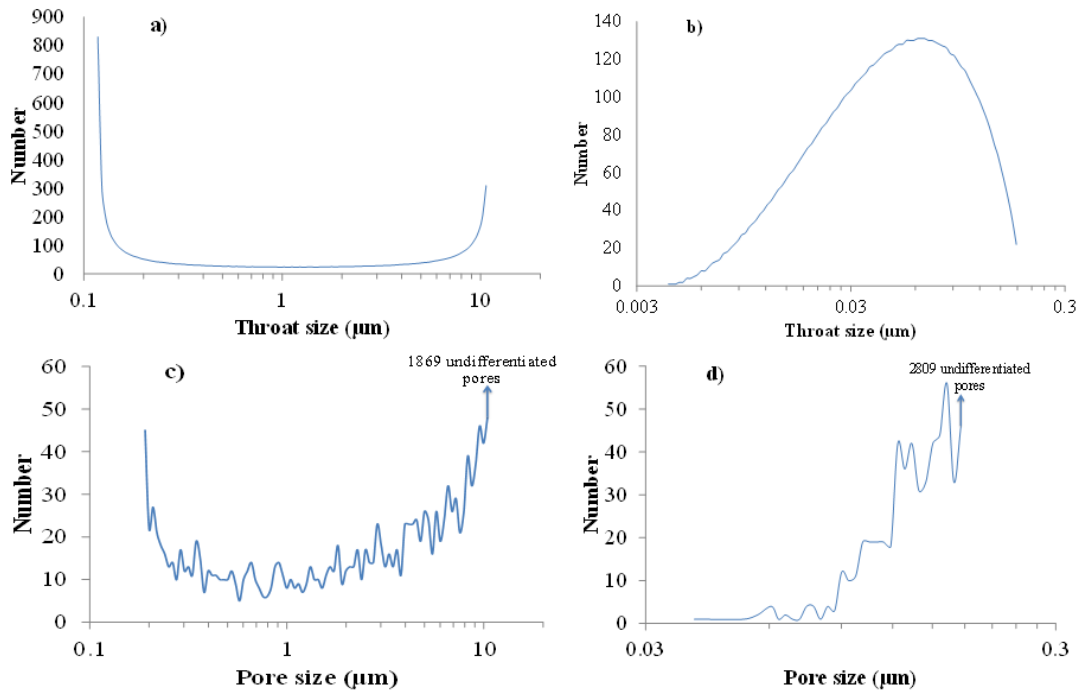 a)
900
800
700
600
500
400
300
200
100
0
Number
0.1 1 10
Throat size (µm)
b)
140
120
100
80
60
40
20
0
Number
0.003 0.03 0.3
Throat size (µm)
c)
1869 undifferentiated
pores
60
50
40
30
20
10
0
Number
0.1 1 10
Pore size (µm)
d)
2809 undifferentiated
pores
60
50
40
30
20
10
0
Number
0.03 0.3
Pore size (µm)